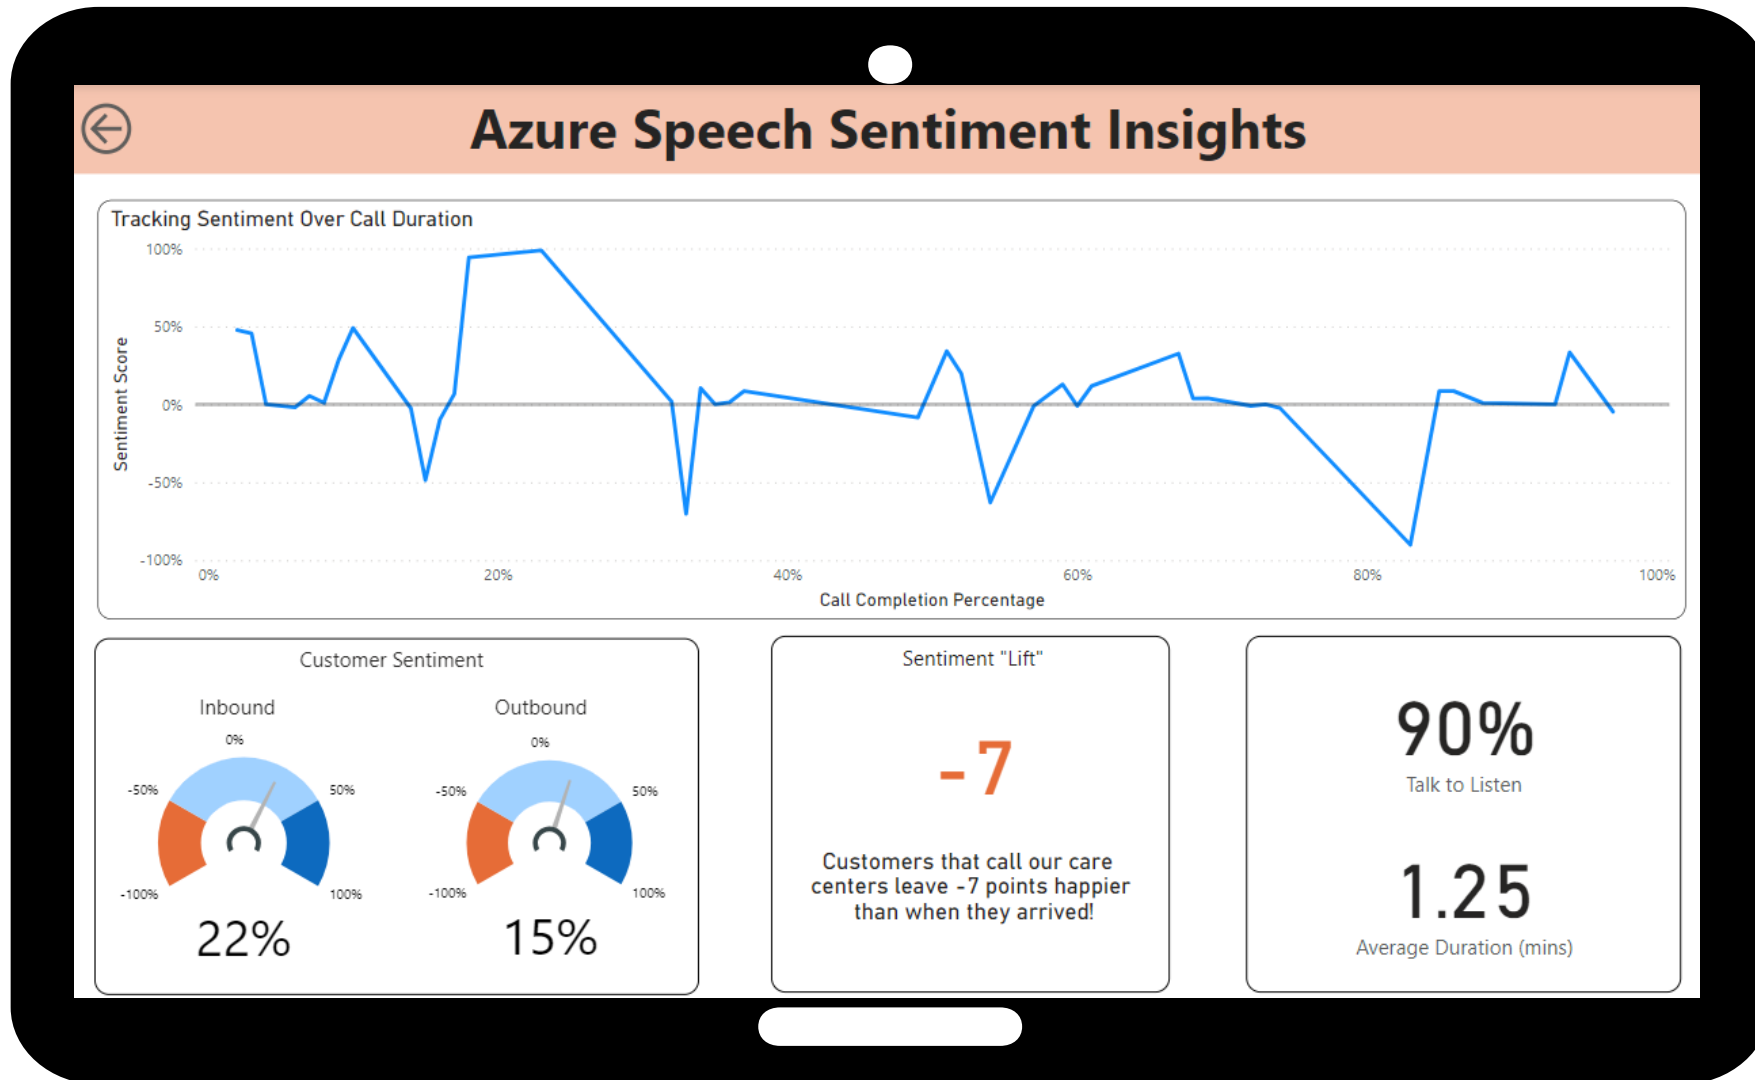 Azure Speech Sentiment Insights
Tracking Sentiment Over Call Duration
Sentiment Score
100%
50%
0%
-50%
-100%
0% 20% 40% 60% 80% 100%
Call Completion Percentage
Customer Sentiment
Inbound
0%
-50% 50%
-100% 100%
22%
Outbound
0%
-50% 50%
-100% 100%
15%
Sentiment "Lift"
-7
Customers that call our care
centers leave -7 points happier
than when they arrived!
90%
Talk to Listen
1.25
Average Duration (mins)